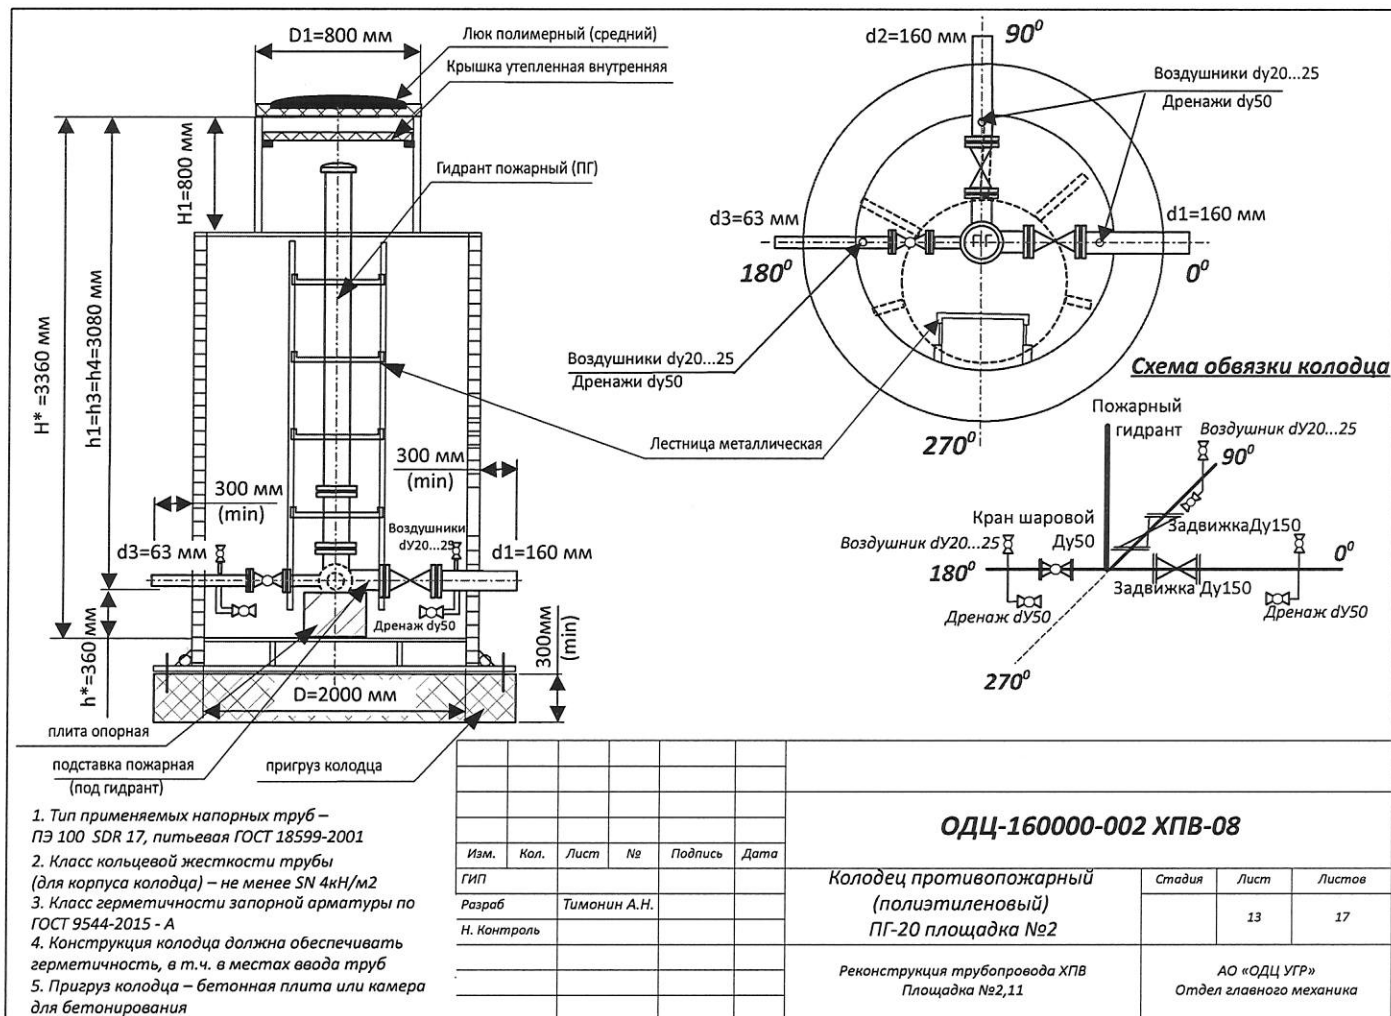 D1=800 мм
Люк полимерный (средний)
Крышка утепленная внутренняя
H1=800 мм
Гидрант пожарный (ПГ)
H* =3360 мм
h1=h3=h4=3080 мм
300 мм
(min)
300 мм
(min)
Воздушники
dУ20...25
d3=63 мм
d1=160 мм
Дренаж dу50
h*=360 мм
300мм
(min)
D=2000 мм
плита опорная
подставка пожарная
(под гидрант)
пригруз колодца
Лестница металлическая
d2=160 мм
90⁰
Воздушники dу20...25
Дренажи dу50
d3=63 мм
d1=160 мм
ПГ
180⁰
0⁰
Воздушники dу20...25
Дренажи dу50
270⁰
Схема обвязки колодца
Пожарный
гидрант
Воздушник dУ20...25
90⁰
Кран шаровой
Ду50
ЗадвижкаДу150
Воздушник dУ20...25
0⁰
180⁰
Задвижка Ду150
Дренаж dУ50
Дренаж dУ50
270⁰
1. Тип применяемых напорных труб –
ПЭ 100 SDR 17, питьевая ГОСТ 18599-2001
2. Класс кольцевой жесткости трубы
(для корпуса колодца) – не менее SN 4кН/м2
3. Класс герметичности запорной арматуры по
ГОСТ 9544-2015 - А
4. Конструкция колодца должна обеспечивать
герметичность, в т.ч. в местах ввода труб
5. Пригруз колодца – бетонная плита или камера
для бетонирования
Изм. Кол. Лист № Подпись Дата
ГИП
Разраб Тимонин А.Н.
Н. Контроль
ОДЦ-160000-002 ХПВ-08
Колодец противопожарный
(полиэтиленовый)
ПГ-20 площадка №2
Стадия Лист Листов
13 17
Реконструкция трубопровода ХПВ
Площадка №2,11
АО «ОДЦ УГР»
Отдел главного механика